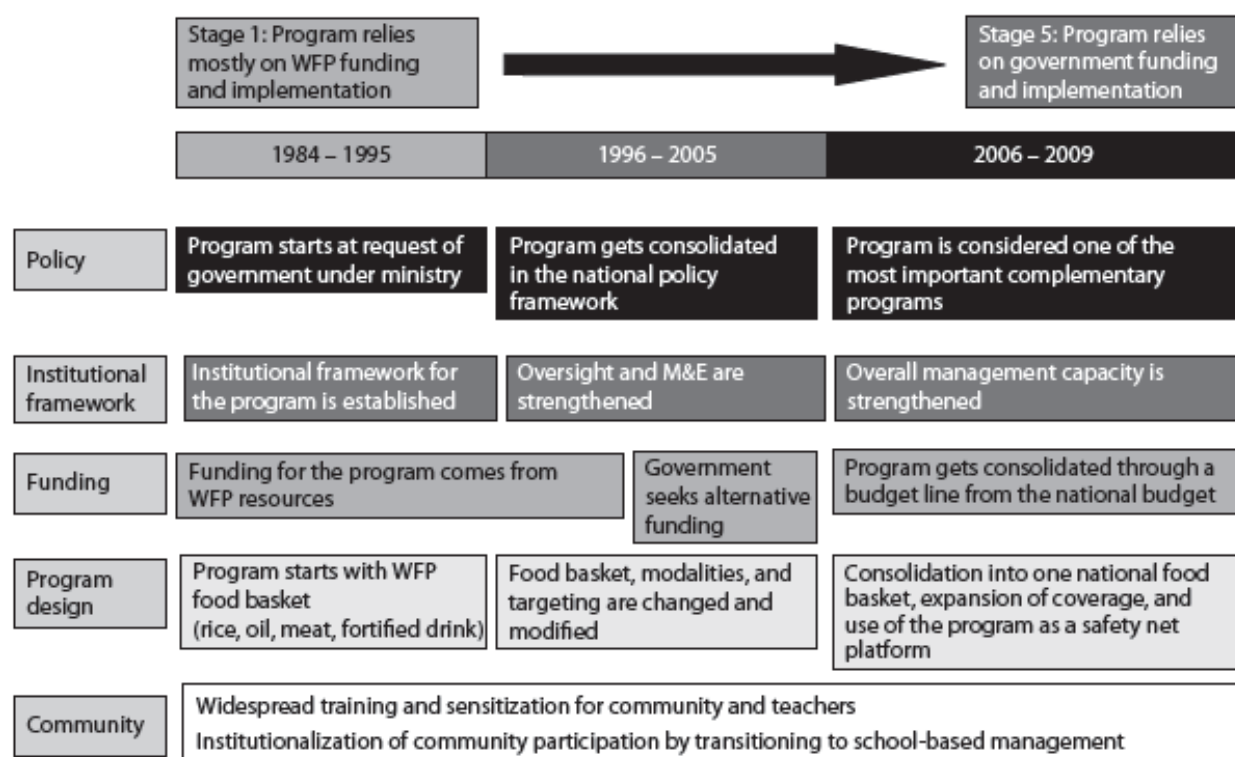 Stage 1: Program relies
mostly on WFP funding
and implementation
Stage 5: Program relies
on government funding
and implementation
1984 – 1995
1996 – 2005
2006 – 2009
Policy
Program starts at request of
government under ministry
Program gets consolidated
in the national policy
framework
Program is considered one of the
most important complementary
programs
Institutional
framework
Institutional framework for
the program is established
Oversight and M&E are
strengthened
Overall management capacity is
strengthened
Funding
Funding for the program comes from
WFP resources
Government
seeks alternative
funding
Program gets consolidated through a
budget line from the national budget
Program
design
Program starts with WFP
food basket
(rice, oil, meat, fortified drink)
Food basket, modalities, and
targeting are changed and
modified
Consolidation into one national food
basket, expansion of coverage, and
use of the program as a safety net
platform
Community
Widespread training and sensitization for community and teachers
Institutionalization of community participation by transitioning to school-based management